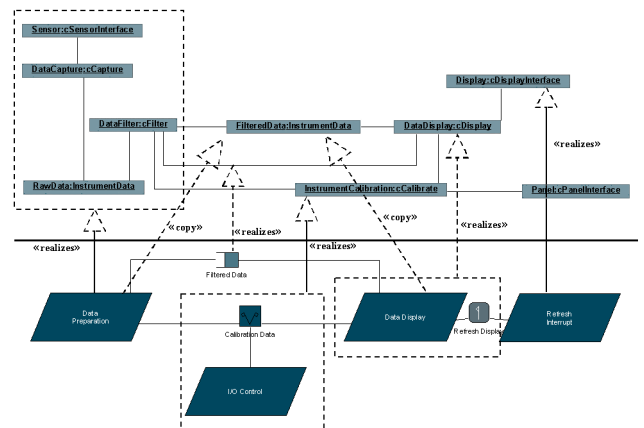 Sensor:cSensorInterface
DataCapture:cCapture
Display:cDisplayInterface
DataFilter:cFilter
FilteredData:InstrumentData
DataDisplay:cDisplay
«realizes»
RawData:InstrumentData
InstrumentCalibration:cCalibrate
Panel:cPanelInterface
«copy»
«copy»
«realizes»
«realizes»
«realizes»
«realizes»
Filtered Data
Data
Preparation
Calibration Data
Data Display
Refresh Display
Refresh
Interrupt
I/O Control